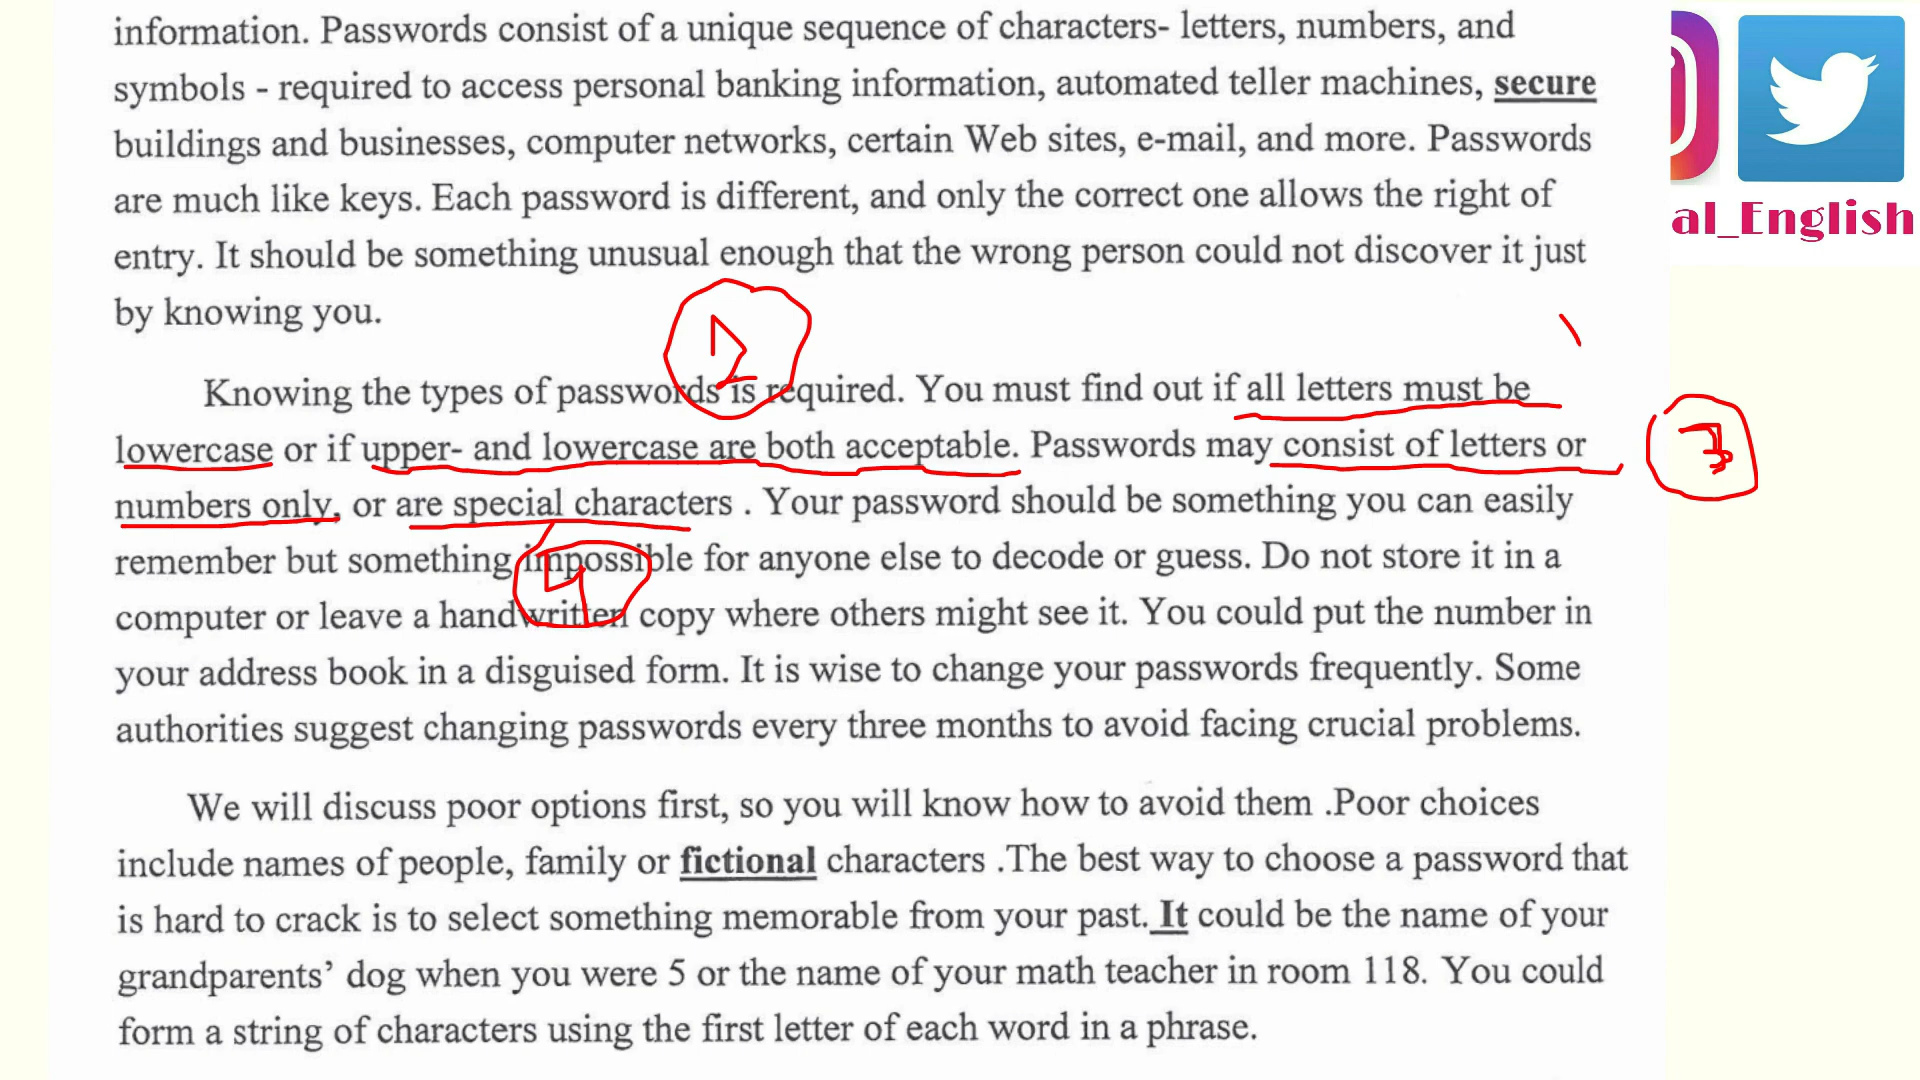 information. Passwords consist of a unique sequence of characters- letters, numbers, and
symbols - required to access personal banking information, automated teller machines, secure
buildings and businesses, computer networks, certain Web sites, e-mail, and more. Passwords
are much like keys. Each password is different, and only the correct one allows the right of
entry. It should be something unusual enough that the wrong person could not discover it just
by knowing you.
al_English
2
Knowing the types of passwords is required. You must find out if all letters must be
lowercase or if upper- and lowercase are both acceptable. Passwords may consist of letters or
3
numbers only, or are special characters . Your password should be something you can easily
remember but something impossible for anyone else to decode or guess. Do not store it in a
4
computer or leave a handwritten copy where others might see it. You could put the number in
your address book in a disguised form. It is wise to change your passwords frequently. Some
authorities suggest changing passwords every three months to avoid facing crucial problems.
We will discuss poor options first, so you will know how to avoid them .Poor choices
include names of people, family or fictional characters .The best way to choose a password that
is hard to crack is to select something memorable from your past. It could be the name of your
grandparents’ dog when you were 5 or the name of your math teacher in room 118. You could
form a string of characters using the first letter of each word in a phrase.